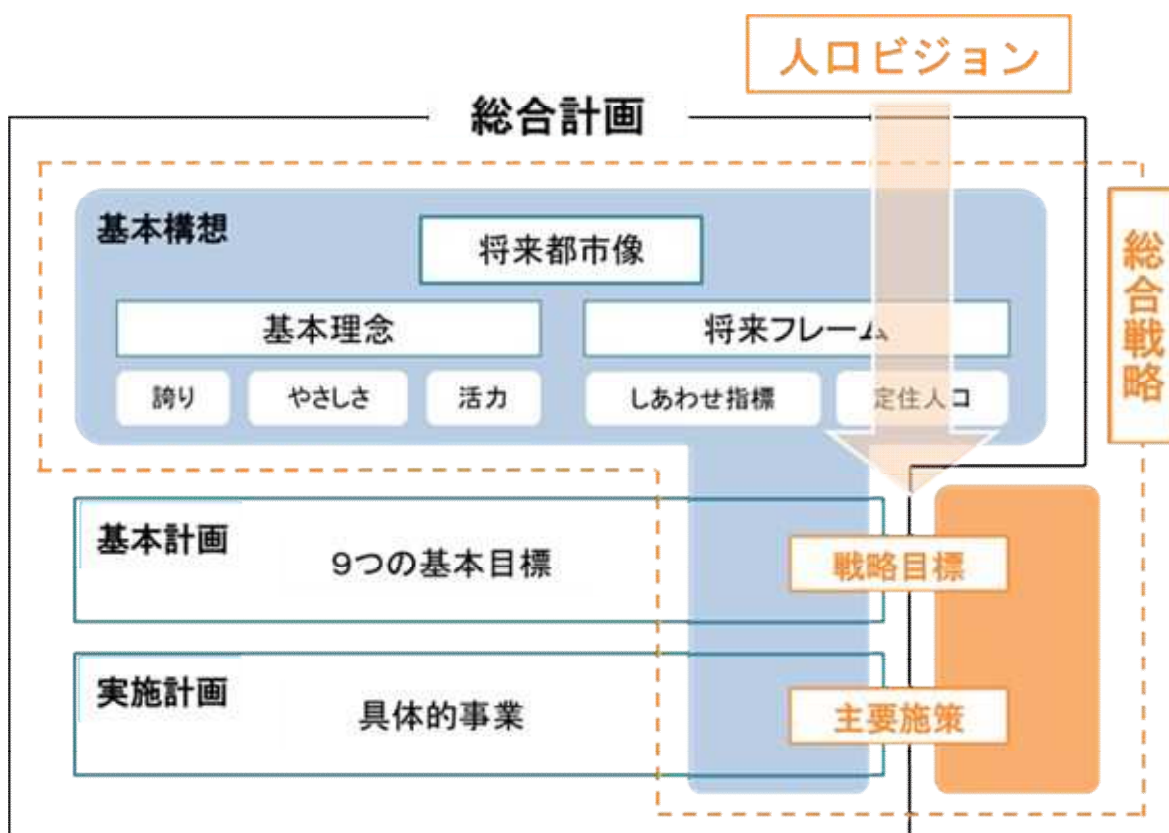 人口ビジョン
総合計画
総合戦略
基本構想
将来都市像
基本理念
将来フレーム
誇り
やさしさ
活力
しあわせ指標
定住人口
基本計画
9つの基本目標
戦略目標
実施計画
具体的事業
主要施策